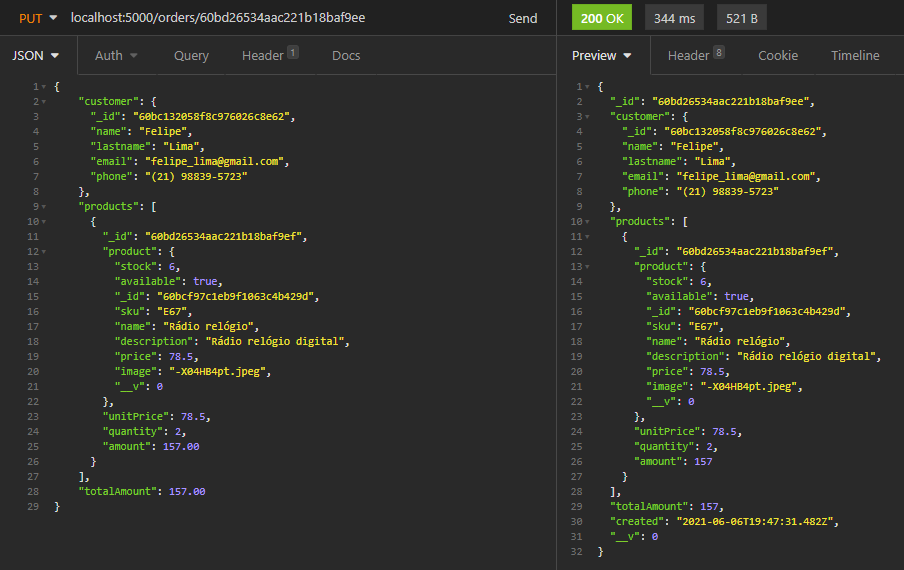 PUT localhost:5000/orders/60bd26534aac221b18baf9ee Send
JSON Auth Query Header 1 Docs
1 {
2 "customer": {
3 "_id": "60bc132058f8c976026c8e62",
4 "name": "Felipe",
5 "lastname": "Lima",
6 "email": "felipe_lima@gmail.com",
7 "phone": "(21) 98839-5723"
8 },
9 "products": [
10 {
11 "_id": "60bd26534aac221b18baf9ef",
12 "product": {
13 "stock": 6,
14 "available": true,
15 "_id": "60bcf97c1eb9f1063c4b429d",
16 "sku": "E67",
17 "name": "Rádio relógio",
18 "description": "Rádio relógio digital",
19 "price": 78.5,
20 "image": "-X04HB4pt.jpeg",
21 "__v": 0
22 },
23 "unitPrice": 78.5,
24 "quantity": 2,
25 "amount": 157.00
26 }
27 ],
28 "totalAmount": 157.00
29 }
200 OK 344 ms 521 B
Preview Header 8 Cookie Timeline
1 {
2 "_id": "60bd26534aac221b18baf9ee",
3 "customer": {
4 "_id": "60bc132058f8c976026c8e62",
5 "name": "Felipe",
6 "lastname": "Lima",
7 "email": "felipe_lima@gmail.com",
8 "phone": "(21) 98839-5723"
9 },
10 "products": [
11 {
12 "_id": "60bd26534aac221b18baf9ef",
13 "product": {
14 "stock": 6,
15 "available": true,
16 "_id": "60bcf97c1eb9f1063c4b429d",
17 "sku": "E67",
18 "name": "Rádio relógio",
19 "description": "Rádio relógio digital",
20 "price": 78.5,
21 "image": "-X04HB4pt.jpeg",
22 "__v": 0
23 },
24 "unitPrice": 78.5,
25 "quantity": 2,
26 "amount": 157
27 }
28 ],
29 "totalAmount": 157,
30 "created": "2021-06-06T19:47:31.482Z",
31 "__v": 0
32 }